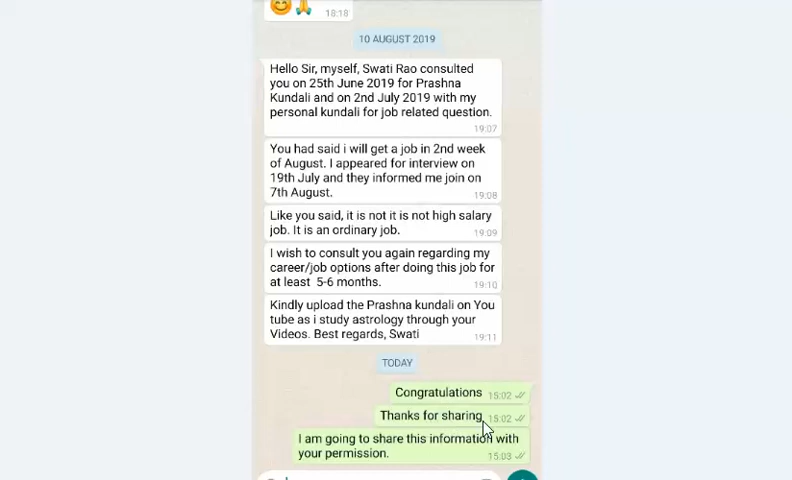 18:18
10 AUGUST 2019
Hello Sir, myself, Swati Rao consulted
you on 25th June 2019 for Prashna
Kundali and on 2nd July 2019 with my
personal kundali for job related question.
19:07
You had said i will get a job in 2nd week
of August. I appeared for interview on
19th July and they informed me join on
7th August.
19:08
Like you said, it is not it is not high salary
job. It is an ordinary job.
19:09
I wish to consult you again regarding my
career/job options after doing this job for
at least 5-6 months.
19:10
Kindly upload the Prashna kundali on You
tube as i study astrology through your
Videos. Best regards, Swati
19:11
TODAY
Congratulations 15:02
Thanks for sharing 15:02
I am going to share this information with
your permission. 15:03